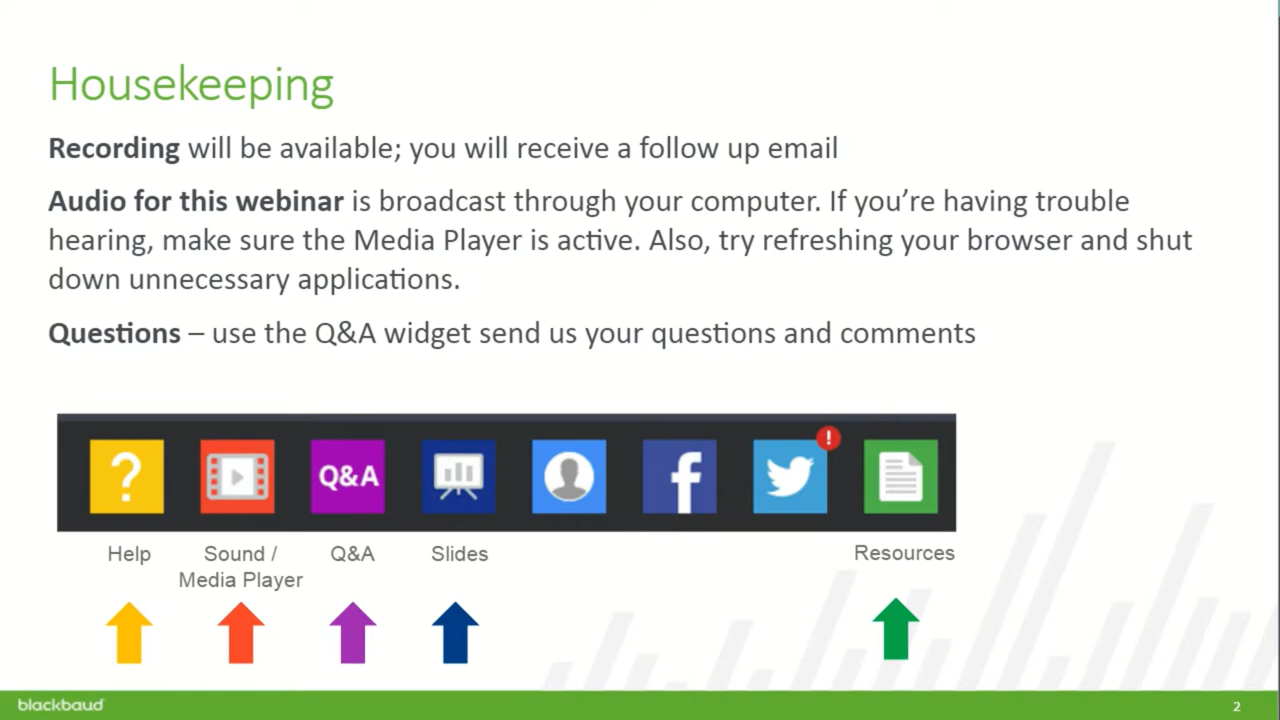 Housekeeping
Recording will be available; you will receive a follow up email
Audio for this webinar is broadcast through your computer. If you’re having trouble
hearing, make sure the Media Player is active. Also, try refreshing your browser and shut
down unnecessary applications.
Questions – use the Q&A widget send us your questions and comments
?
Q&A
f
!
Help
Sound /
Media Player
Q&A
Slides
Resources
blackbaud
2